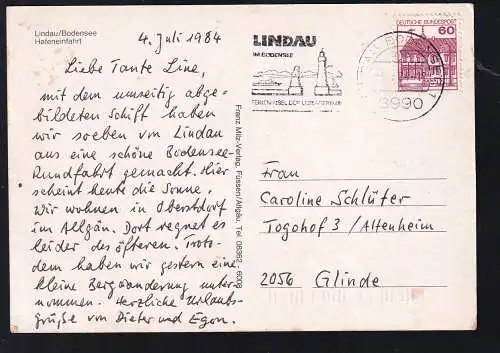 Lindau/Bodensee
Hafeneinfahrt
4. Juli 1984
Liebe Tante Line,
mit dem umseitig abge-
bildeten Schiff haben
wir soeben von Lindau
aus eine schöne Bodensee-
Rundfahrt gemacht. Hier
scheint heute die Sonne.
Wir wohnen in Oberstdorf
im Allgäu. Dort regnet es
leider des öfteren. Trotz-
dem haben wir gestern eine
kleine Bergwanderung unter-
nommen. Herzliche Urlaubs-
grüße von Dieter und Egon.
Franz Milz-Verlag, Füssen/Allgäu, Tel. 08362 - 6009
LINDAU
IM BODENSEE
8990
DEUTSCHE BUNDESPOST
60
Frau
Caroline Schlüter
Togohof 3 / Altenheim
2056 Glinde